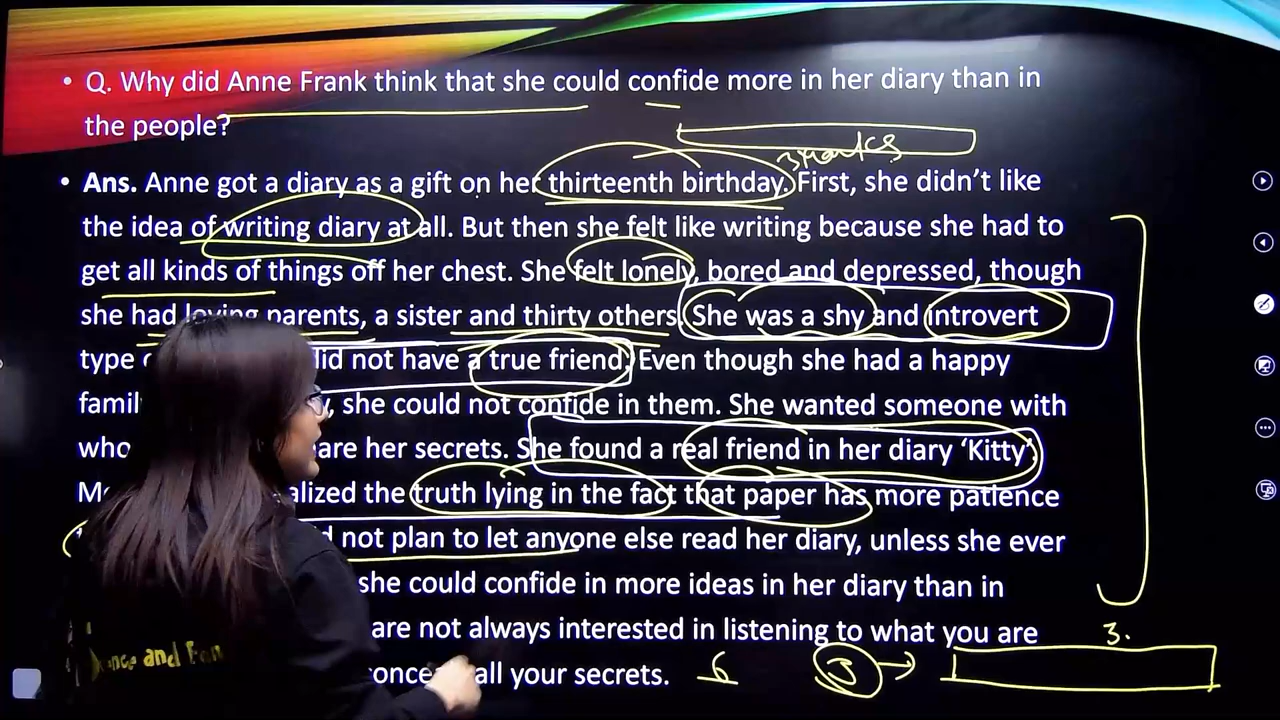 • Q. Why did Anne Frank think that she could confide more in her diary than in
the people?
3 marks
• Ans. Anne got a diary as a gift on her thirteenth birthday. First, she didn't like
the idea of writing diary at all. But then she felt like writing because she had to
get all kinds of things off her chest. She felt lonely, bored and depressed, though
she had loving parents, a sister and thirty others. She was a shy and introvert
type did not have a true friend. Even though she had a happy
famil , she could not confide in them. She wanted someone with
who are her secrets. She found a real friend in her diary 'Kitty'.
alized the truth lying in the fact that paper has more patience
not plan to let anyone else read her diary, unless she ever
she could confide in more ideas in her diary than in
are not always interested in listening to what you are
3.
all your secrets. 6 3 →
and